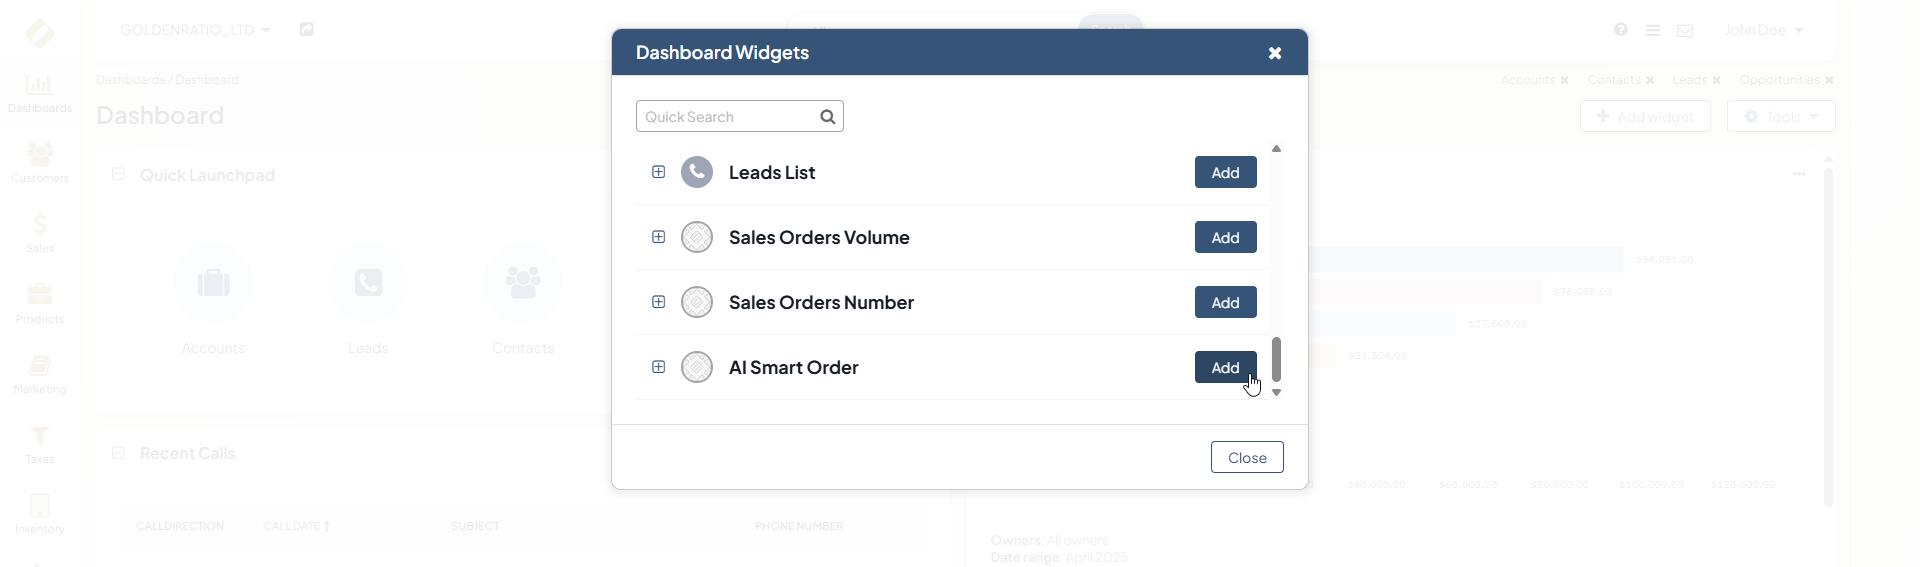 GOLDENRATIO_LTD
John Doe
Dashboards
Customers
Sales
Products
Marketing
Taxes
Inventory
Dashboards / Dashboard
Accounts
Contacts
Leads
Opportunities
Dashboard
Add widget
Tools
Quick Launchpad
Accounts
Leads
Contacts
Recent Calls
CALLDIRECTION
CALL DATE
SUBJECT
PHONE NUMBER
Dashboard Widgets
Quick Search
Leads List
Add
Sales Orders Volume
Add
Sales Orders Number
Add
AI Smart Order
Add
Close
$94,091.00
$76,099.00
$57,663.00
$31,504.00
$40,000.00
$60,000.00
$80,000.00
$100,000.00
$120,000.00
Owners: All owners
Date range: April 2025